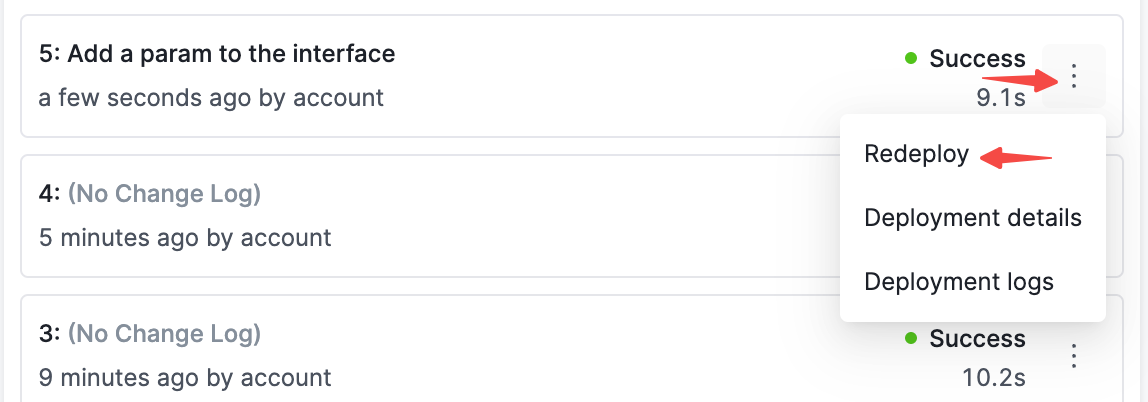 5: Add a param to the interface
Success
a few seconds ago by account
9.1s
Redeploy
Deployment details
Deployment logs
4: (No Change Log)
5 minutes ago by account
3: (No Change Log)
Success
9 minutes ago by account
10.2s